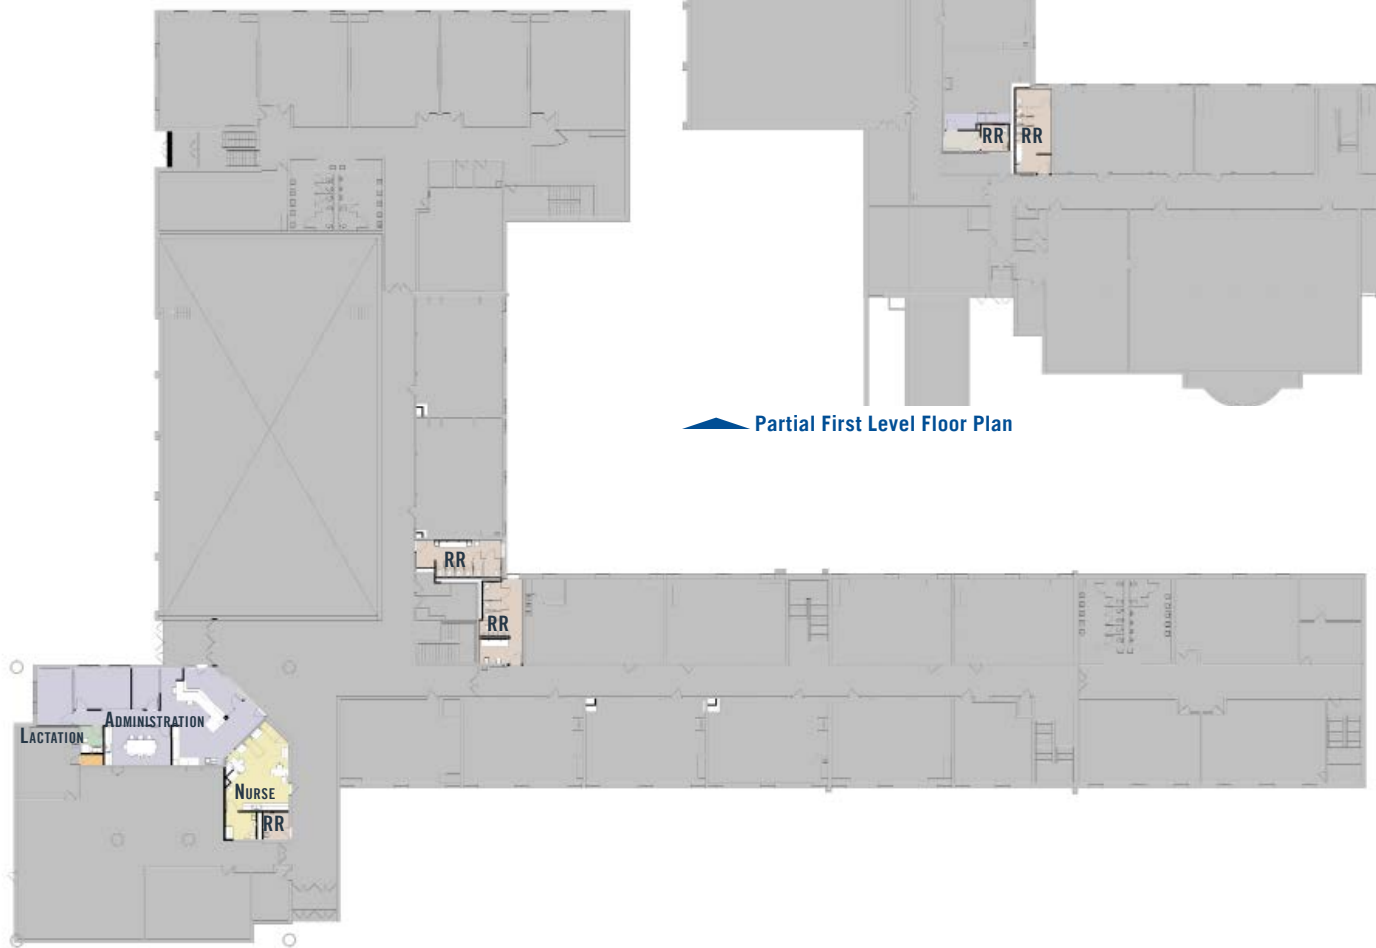 RR RR
Partial First Level Floor Plan
RR
RR
Administration
Lactation
Nurse
RR